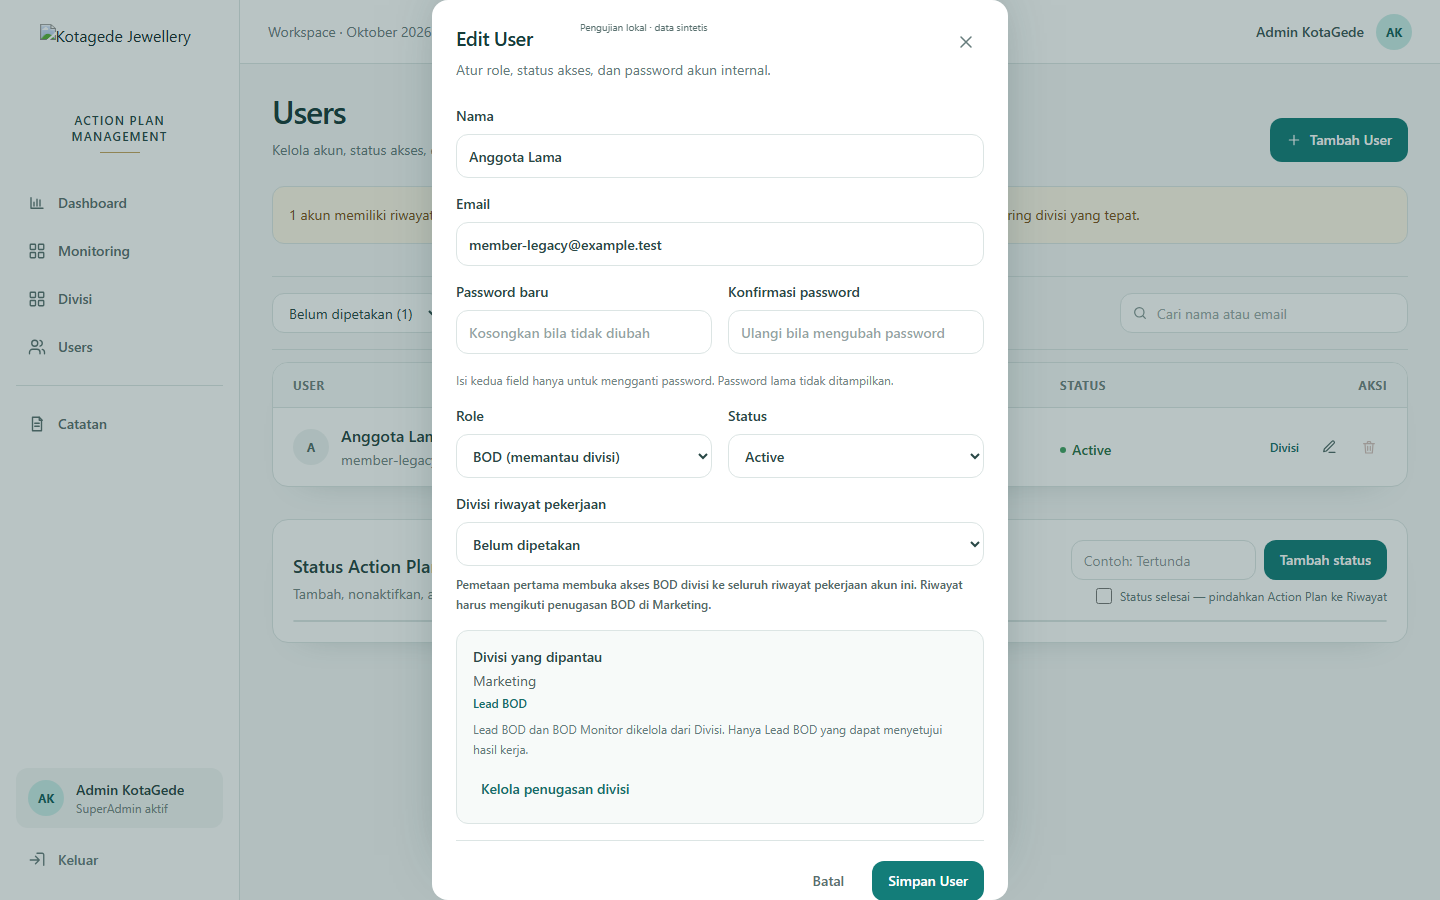 Kotagede Jewellery
ACTION PLAN
MANAGEMENT
Dashboard
Monitoring
Divisi
Users
Catatan
AK
Admin KotaGede
SuperAdmin aktif
Keluar
Workspace · Oktober 2026
Admin KotaGede
AK
Users
Kelola akun, status akses,
Tambah User
1 akun memiliki riwayat
ring divisi yang tepat.
Belum dipetakan (1)
Cari nama atau email
USER
STATUS
AKSI
A
Anggota Lam
member-legacy
Active
Divisi
Status Action Pla
Tambah, nonaktifkan, a
Contoh: Tertunda
Tambah status
Status selesai — pindahkan Action Plan ke Riwayat
Edit User
Pengujian lokal · data sintetis
Atur role, status akses, dan password akun internal.
Nama
Anggota Lama
Email
member-legacy@example.test
Password baru
Konfirmasi password
Kosongkan bila tidak diubah
Ulangi bila mengubah password
Isi kedua field hanya untuk mengganti password. Password lama tidak ditampilkan.
Role
Status
BOD (memantau divisi)
Active
Divisi riwayat pekerjaan
Belum dipetakan
Pemetaan pertama membuka akses BOD divisi ke seluruh riwayat pekerjaan akun ini. Riwayat
harus mengikuti penugasan BOD di Marketing.
Divisi yang dipantau
Marketing
Lead BOD
Lead BOD dan BOD Monitor dikelola dari Divisi. Hanya Lead BOD yang dapat menyetujui
hasil kerja.
Kelola penugasan divisi
Batal
Simpan User